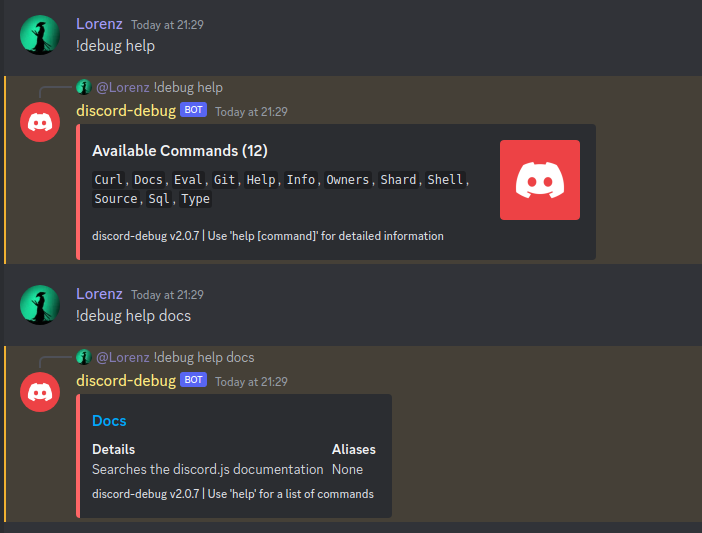 Lorenz Today at 21:29
!debug help
@Lorenz !debug help
discord-debug BOT Today at 21:29
Available Commands (12)
Curl, Docs, Eval, Git, Help, Info, Owners, Shard, Shell,
Source, Sql, Type
discord-debug v2.0.7 | Use 'help [command]' for detailed information
Lorenz Today at 21:29
!debug help docs
@Lorenz !debug help docs
discord-debug BOT Today at 21:29
Docs
Details Aliases
Searches the discord.js documentation None
discord-debug v2.0.7 | Use 'help' for a list of commands